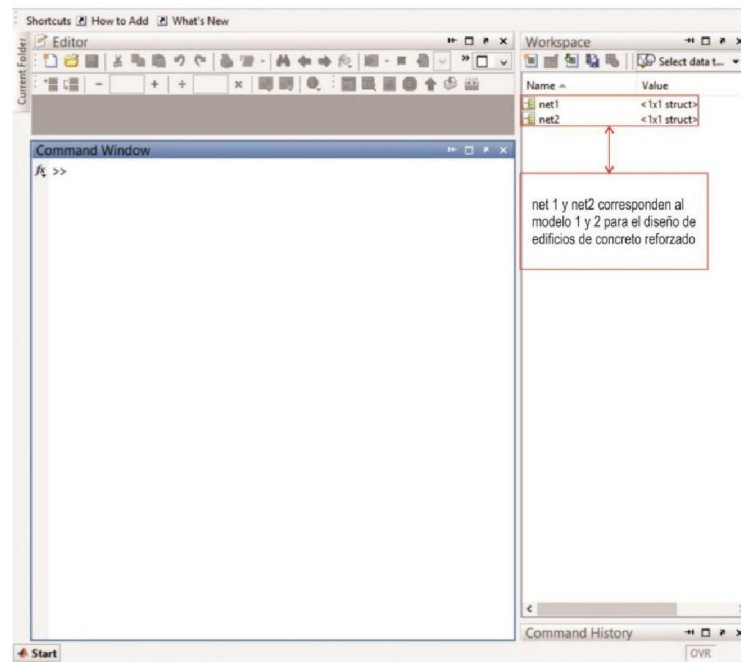 Shortcuts How to Add What's New
Current Folder
Editor
Workspace
Select data t...
Name Value
net1 <1x1 struct>
net2 <1x1 struct>
Command Window
fx >>
net 1 y net2 corresponden al
modelo 1 y 2 para el diseño de
edificios de concreto reforzado
Command History
Start
OVR